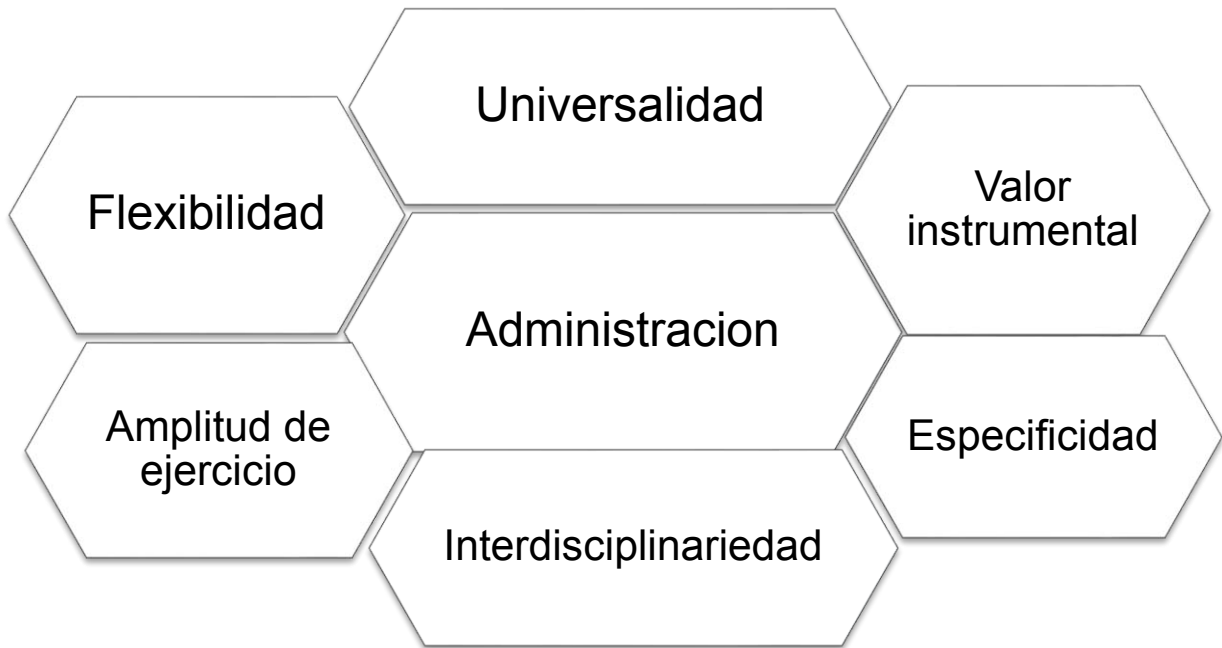 Universalidad
Flexibilidad
Valor
instrumental
Administracion
Amplitud de
ejercicio
Especificidad
Interdisciplinariedad